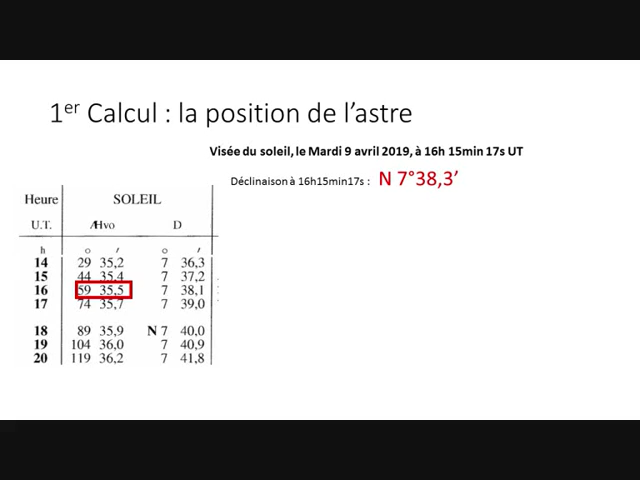 1er Calcul : la position de l’astre
Visée du soleil, le Mardi 9 avril 2019, à 16h 15min 17s UT
Déclinaison à 16h15min17s : N 7°38,3’
Heure SOLEIL
U.T. AHvo D
h o ′ o ′
14 29 35,2 7 36,3
15 44 35,4 7 37,2
16 59 35,5 7 38,1
17 74 35,7 7 39,0
18 89 35,9 N 7 40,0
19 104 36,0 7 40,9
20 119 36,2 7 41,8